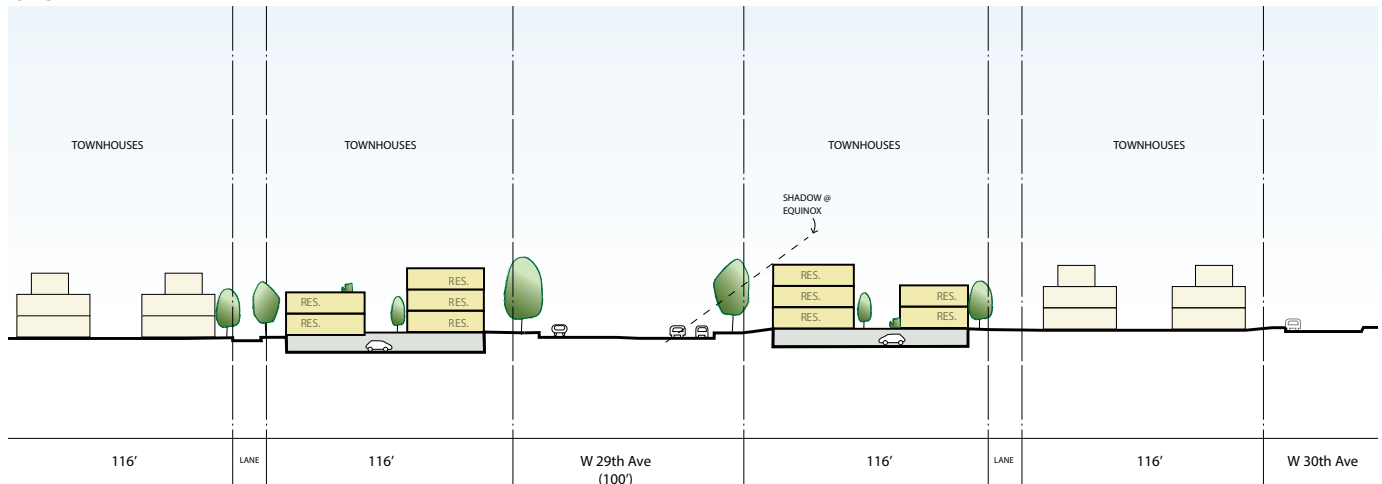 TOWNHOUSES
TOWNHOUSES
TOWNHOUSES
TOWNHOUSES
SHADOW @
EQUINOX
RES.
RES.
RES.
RES.
RES.
RES.
RES.
RES.
RES.
RES.
116'
LANE
116'
W 29th Ave
(100')
116'
LANE
116'
W 30th Ave